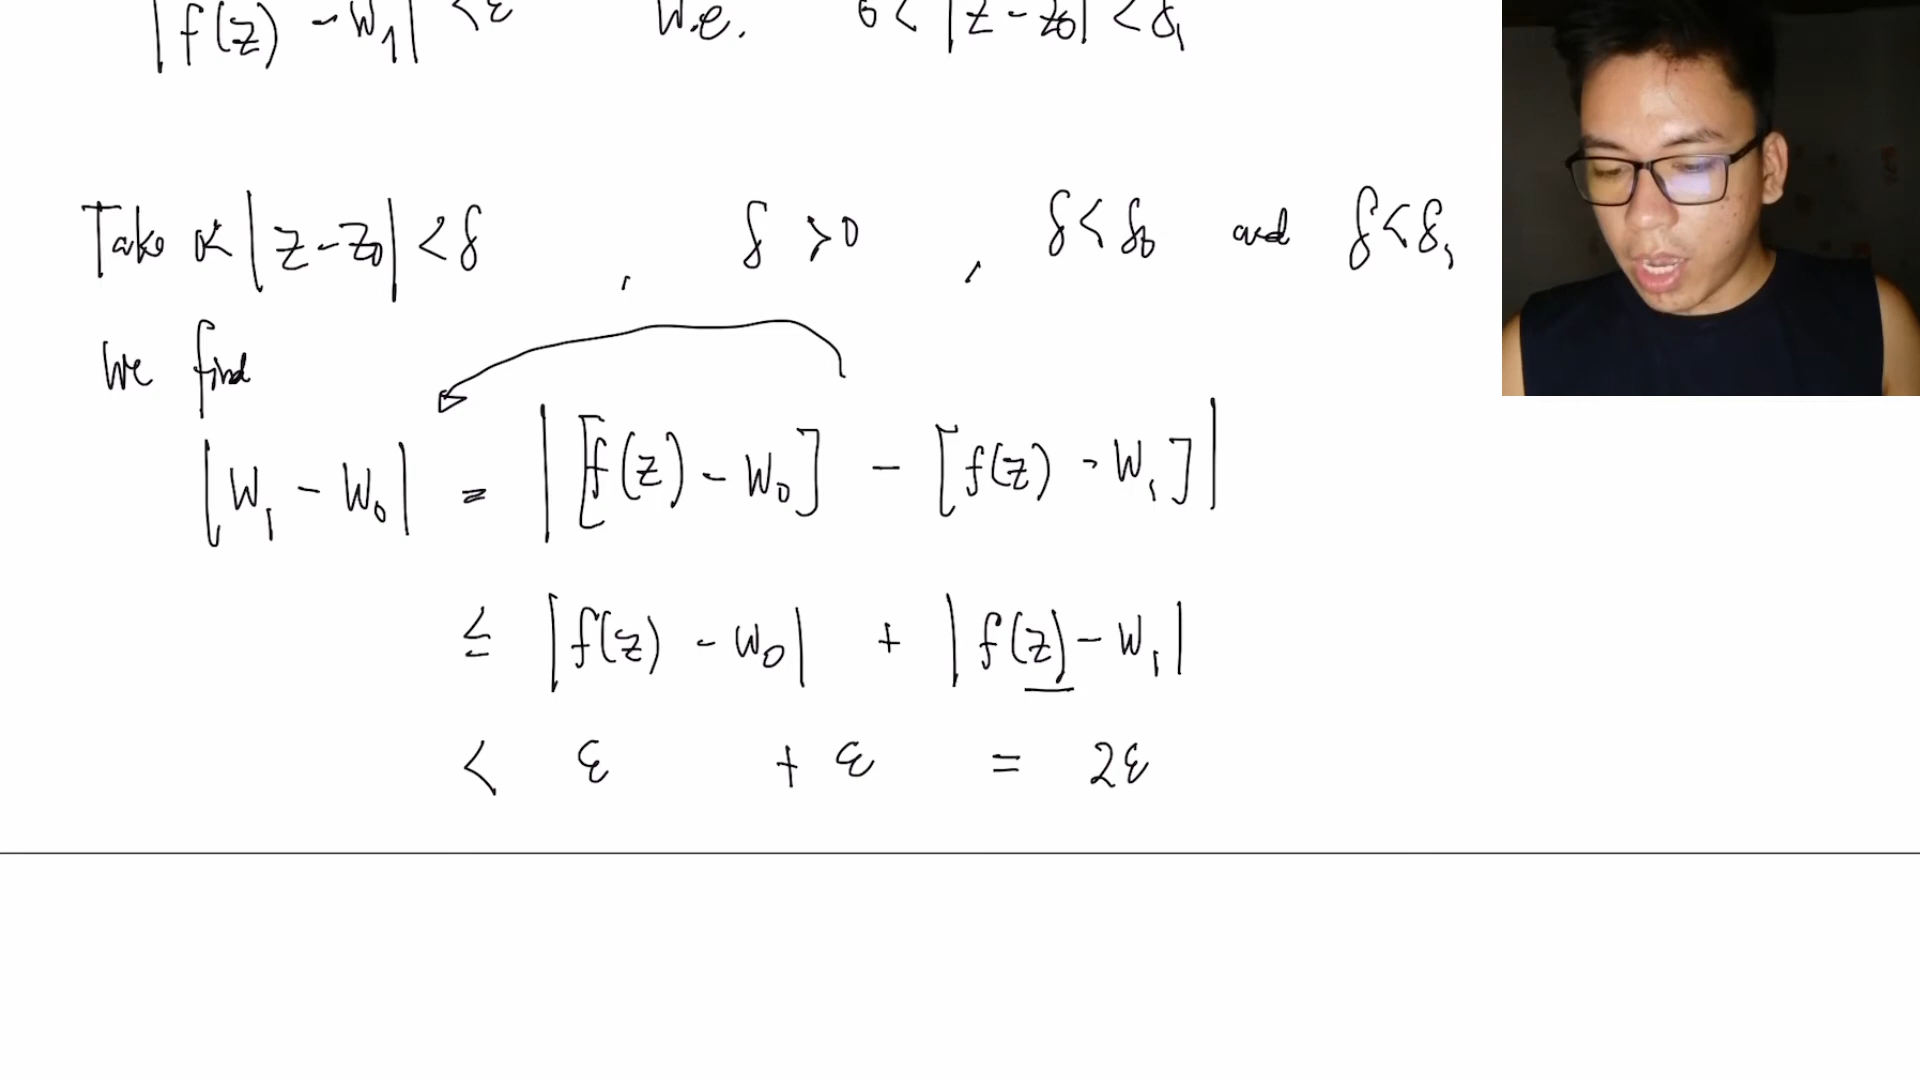 |f(z) - w₁| < ε w.e. 0 < |z - z₀| < δ₁
Take 0 < |z - z₀| < δ , δ > 0 , δ < δ₀ and δ < δ₁
We find
|w₁ - w₀| = |[f(z) - w₀] - [f(z) - w₁]|
≤ |f(z) - w₀| + |f(z) - w₁|
< ε + ε = 2ε